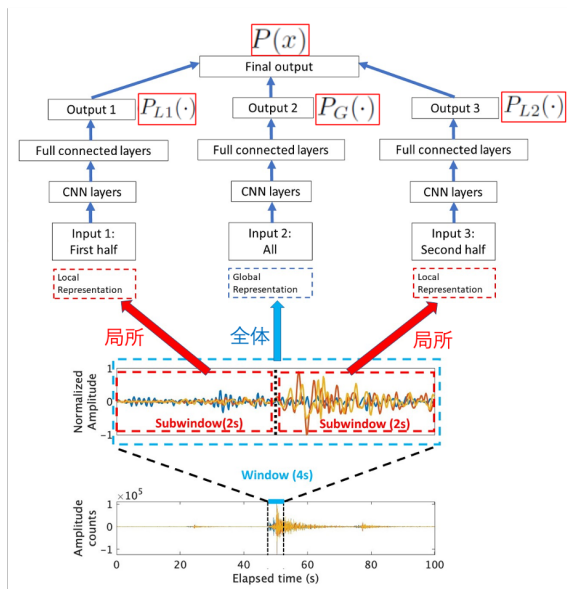 P(x)
Final output
Output 1
P_{L1}(·)
Output 2
P_G(·)
Output 3
P_{L2}(·)
Full connected layers
Full connected layers
Full connected layers
CNN layers
CNN layers
CNN layers
Input 1:
First half
Input 2:
All
Input 3:
Second half
Local
Representation
Global
Representation
Local
Representation
局所
全体
局所
Normalized
Amplitude
1
0
-1
Subwindow(2s)
Subwindow (2s)
Window (4s)
×10^5
Amplitude
counts
1
0
-1
0
20
40
60
80
100
Elapsed time (s)